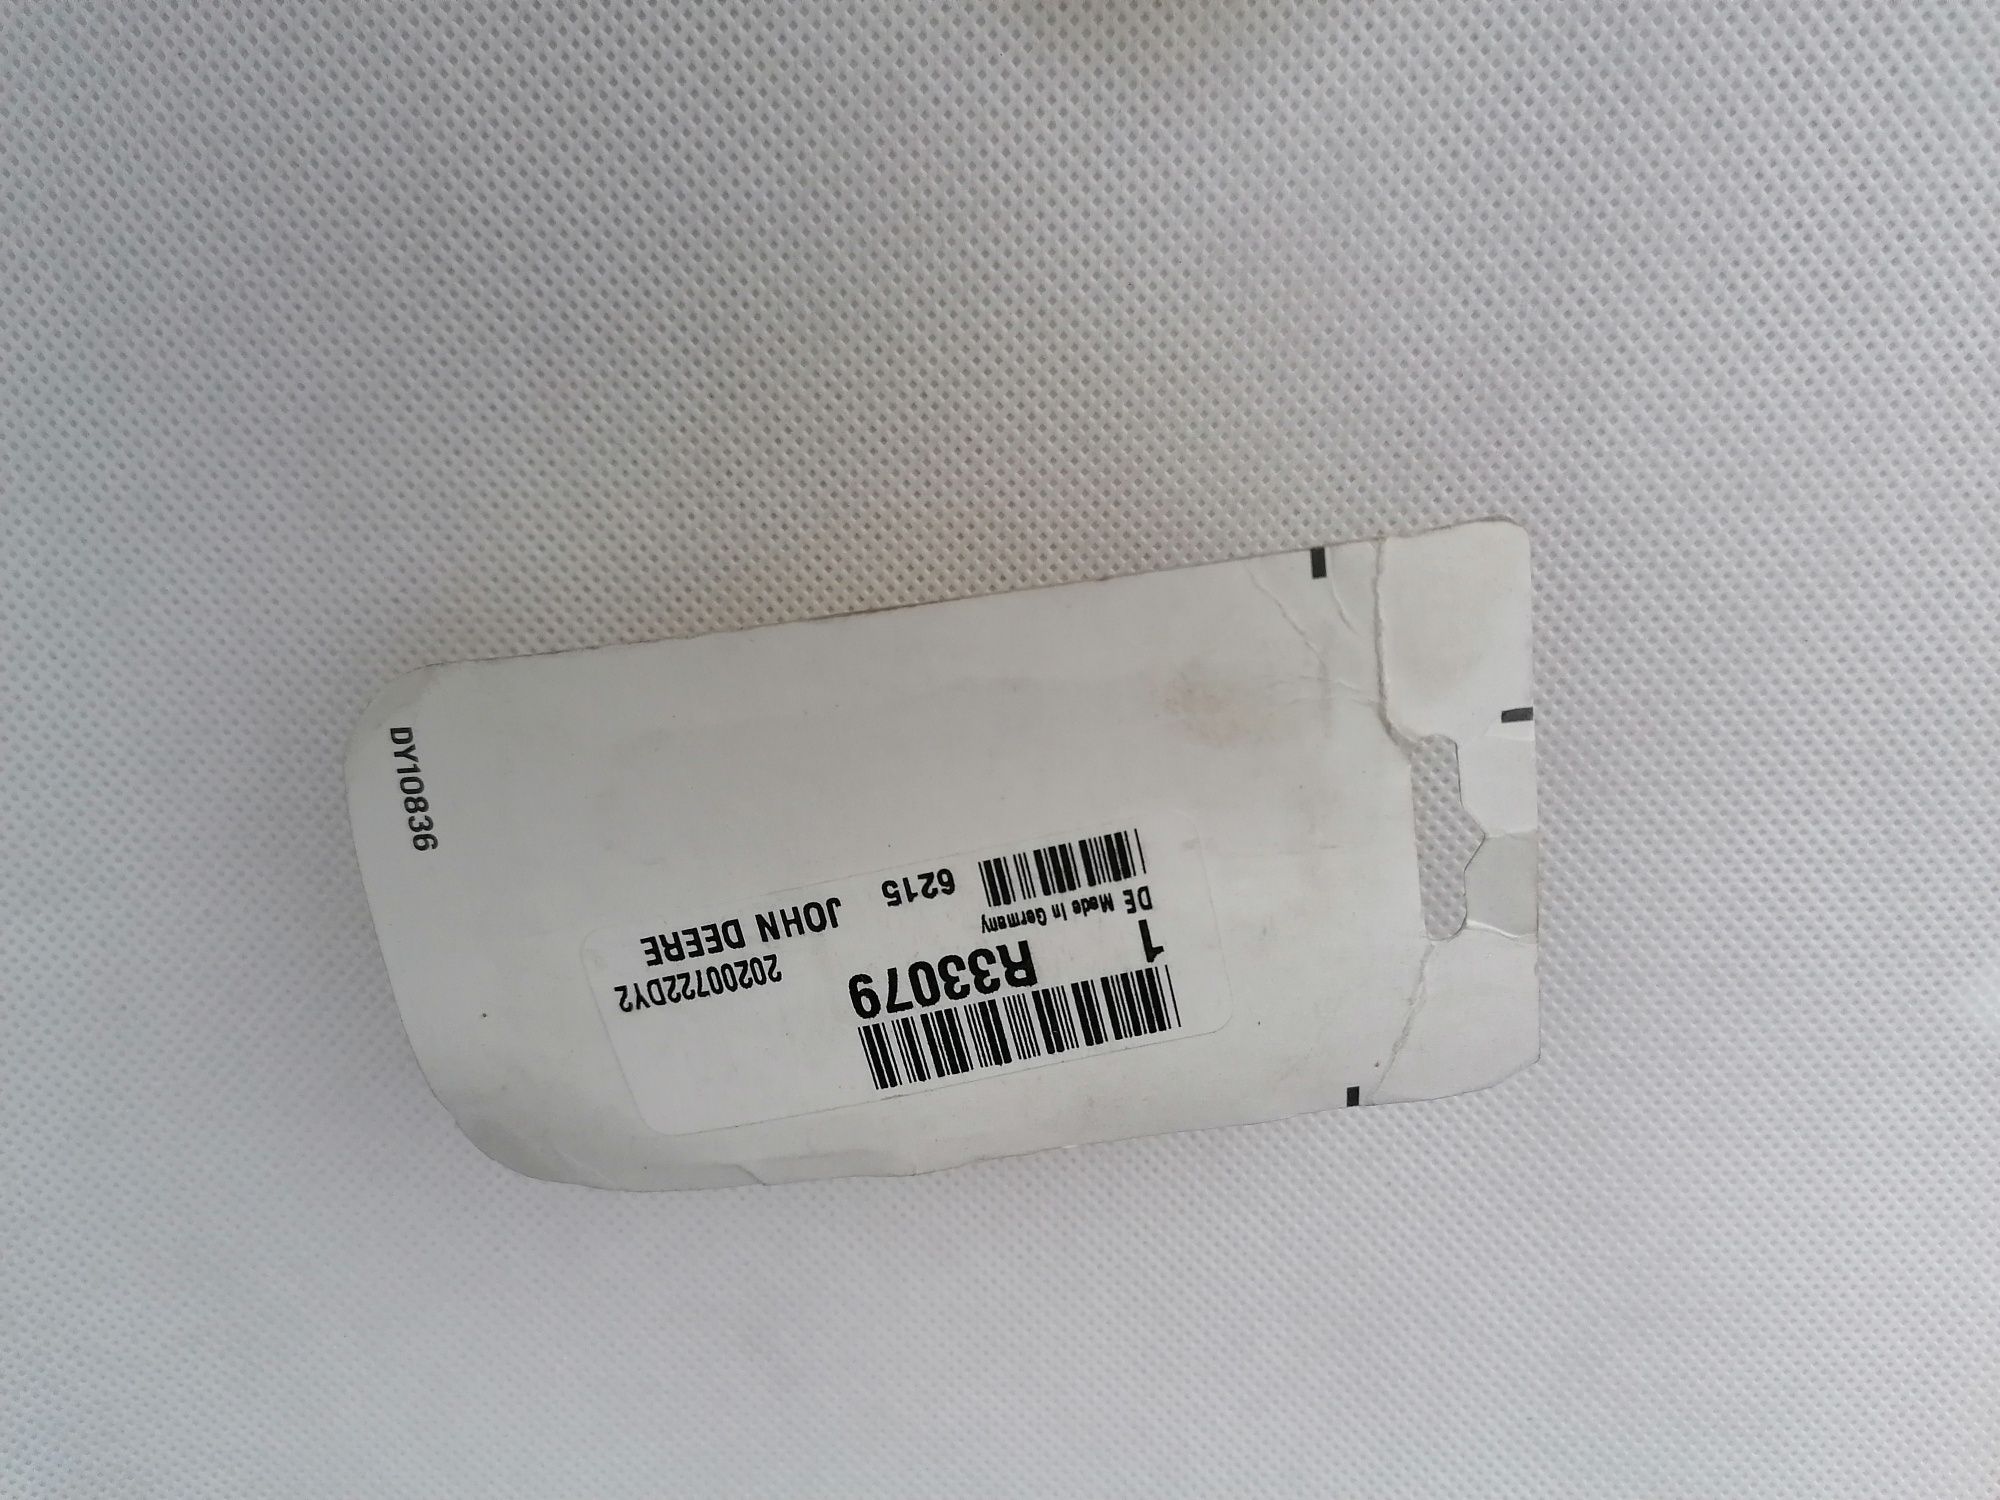 R33079
1
20200722DY2
DE Made In Germany
6215 JOHN DEERE
DY10836